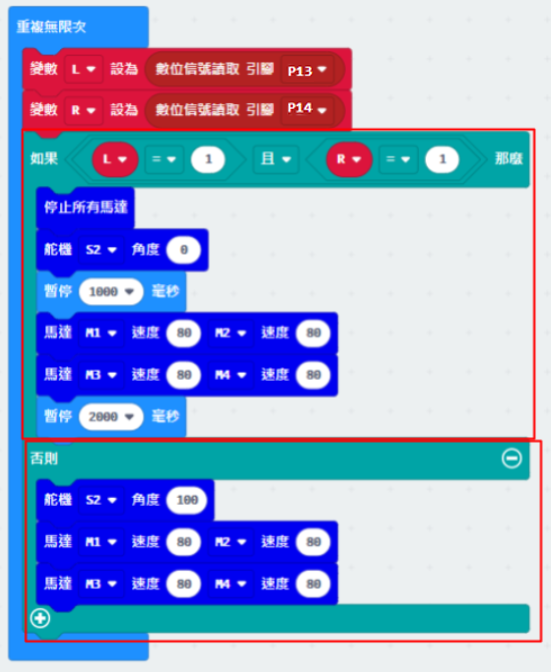 重複無限次
變數 L 設為 數位信號讀取 引腳 P13
變數 R 設為 數位信號讀取 引腳 P14
如果 L = 1 且 R = 1 那麼
停止所有馬達
舵機 S2 角度 0
暫停 1000 毫秒
馬達 M1 速度 80 M2 速度 80
馬達 M3 速度 80 M4 速度 80
暫停 2000 毫秒
否則
舵機 S2 角度 100
馬達 M1 速度 80 M2 速度 80
馬達 M3 速度 80 M4 速度 80